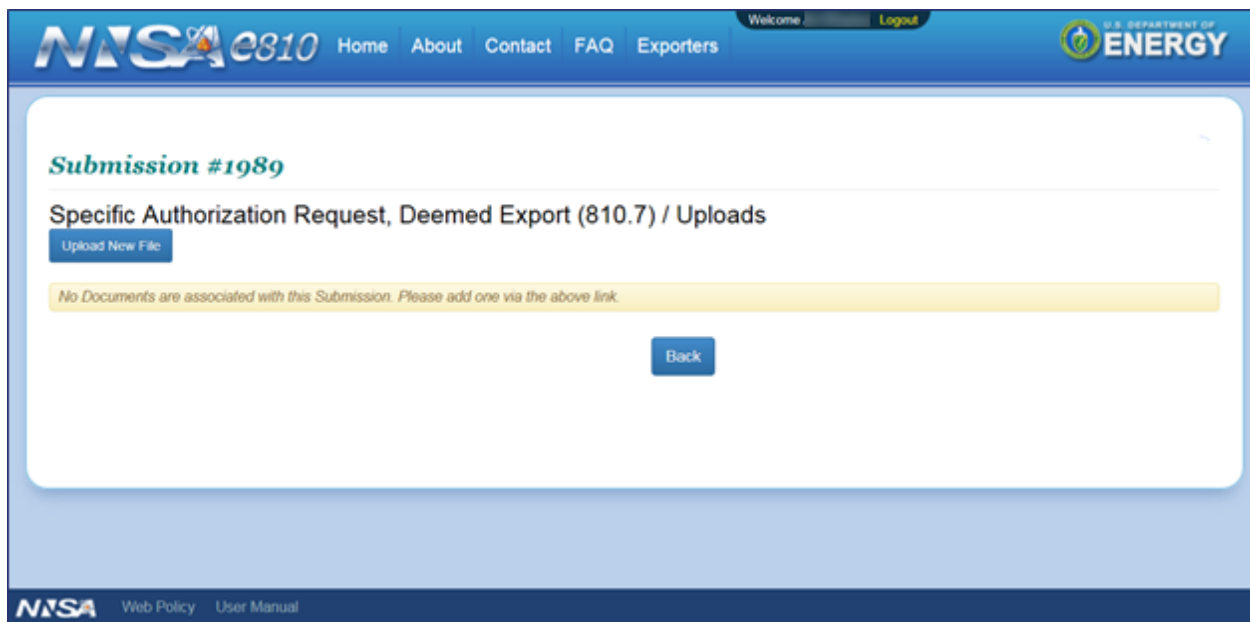 Welcome Logout
NNSA e810 Home About Contact FAQ Exporters
U.S. DEPARTMENT OF
ENERGY
Submission #1989
Specific Authorization Request, Deemed Export (810.7) / Uploads
Upload New File
No Documents are associated with this Submission. Please add one via the above link.
Back
NNSA Web Policy User Manual